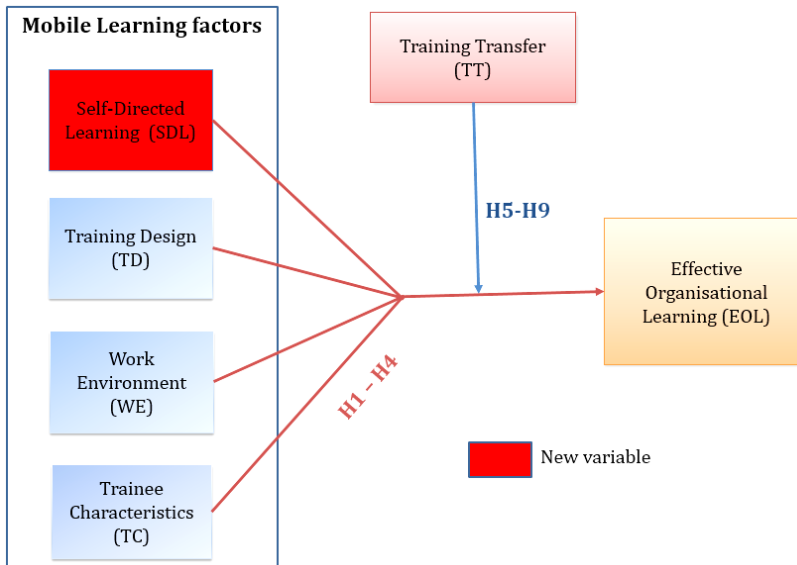 Mobile Learning factors
Self-Directed
Learning (SDL)
Training Design
(TD)
Work
Environment
(WE)
Trainee
Characteristics
(TC)
H1 – H4
Training Transfer
(TT)
H5-H9
Effective
Organisational
Learning (EOL)
New variable